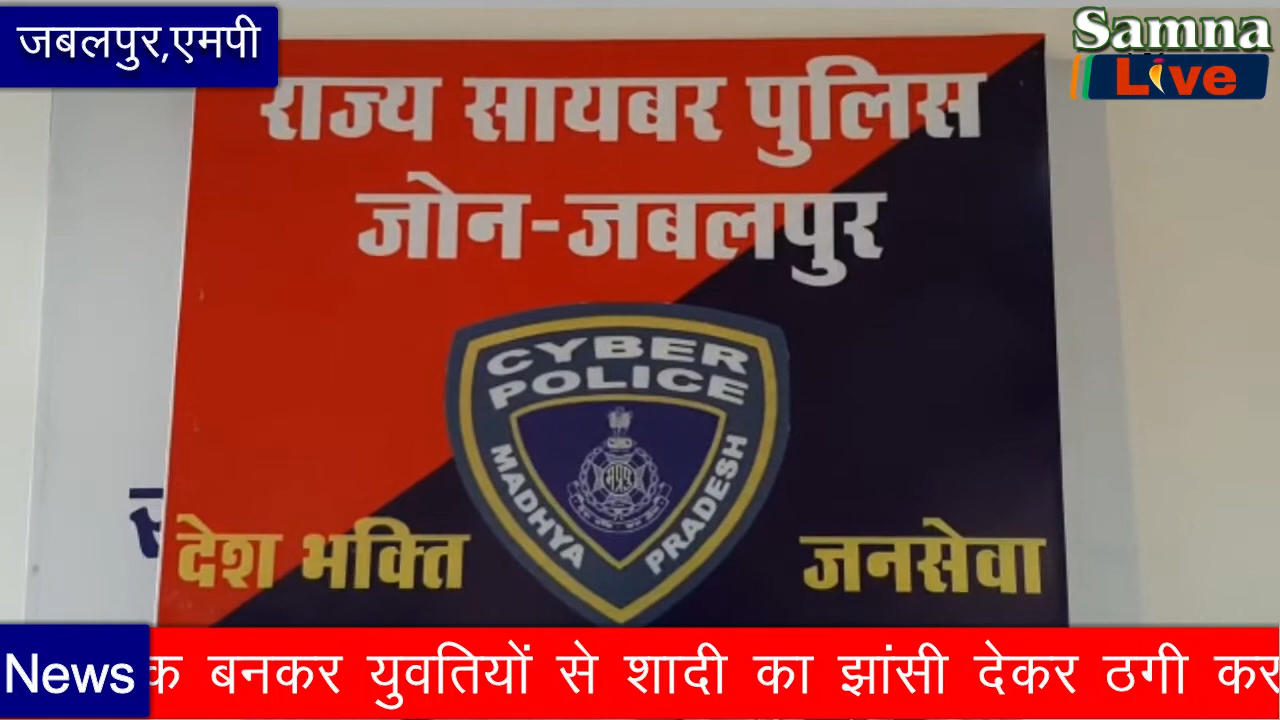 जबलपुर,एमपी
Samna
Live
राज्य सायबर पुलिस
जोन-जबलपुर
CYBER
POLICE
MADHYA PRADESH
देश भक्ति
जनसेवा
News
क बनकर युवतियों से शादी का झांसी देकर ठगी कर